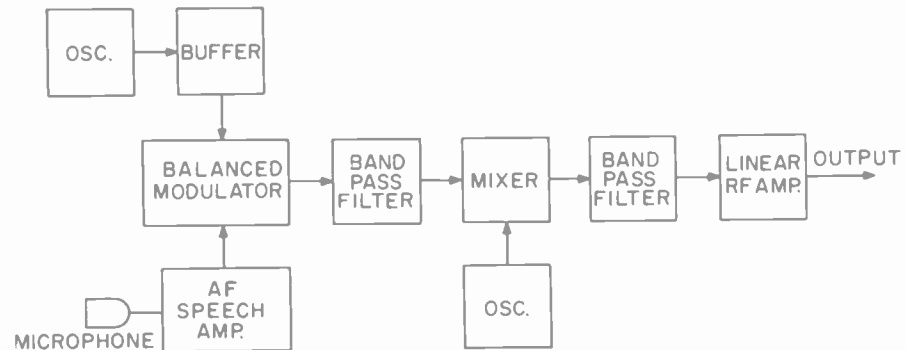 OSC.
BUFFER
BALANCED
MODULATOR
BAND
PASS
FILTER
MIXER
BAND
PASS
FILTER
LINEAR
RF AMP.
OUTPUT
AF
SPEECH
AMP.
MICROPHONE
OSC.